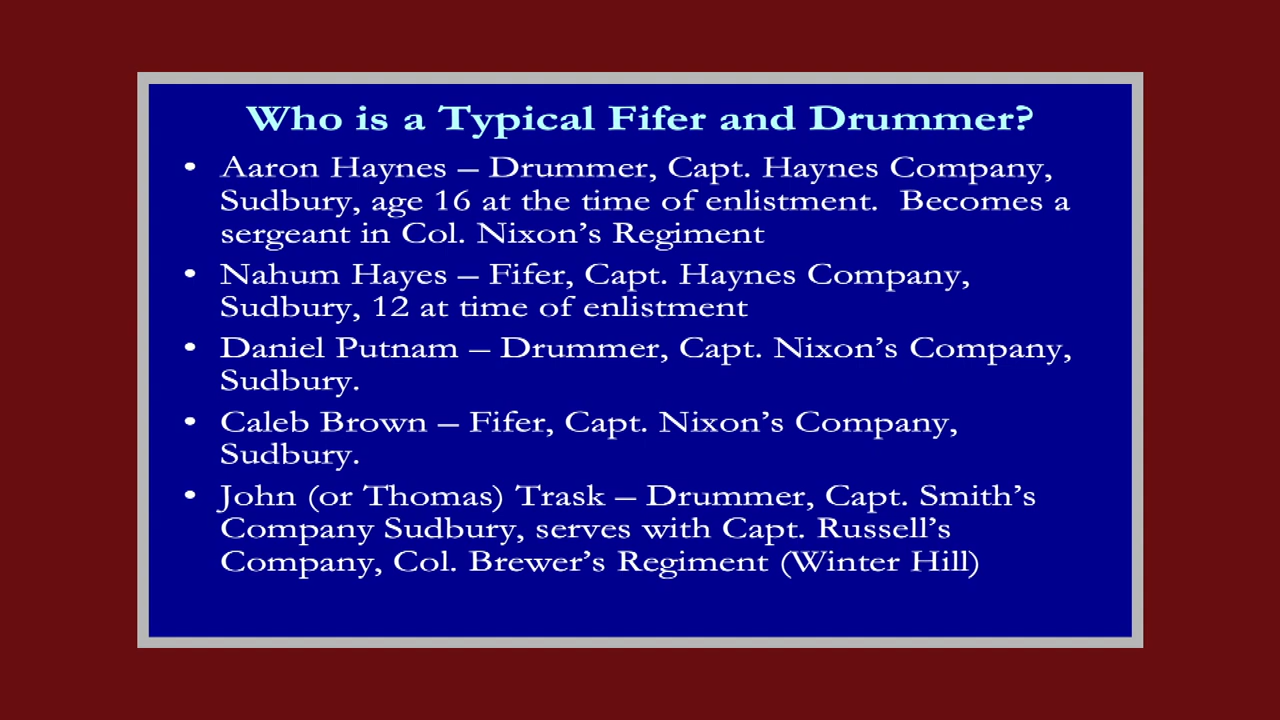 Who is a Typical Fifer and Drummer?
• Aaron Haynes – Drummer, Capt. Haynes Company,
Sudbury, age 16 at the time of enlistment.  Becomes a
sergeant in Col. Nixon’s Regiment
• Nahum Hayes – Fifer, Capt. Haynes Company,
Sudbury, 12 at time of enlistment
• Daniel Putnam – Drummer, Capt. Nixon’s Company,
Sudbury.
• Caleb Brown – Fifer, Capt. Nixon’s Company,
Sudbury.
• John (or Thomas) Trask – Drummer, Capt. Smith’s
Company Sudbury, serves with Capt. Russell’s
Company, Col. Brewer’s Regiment (Winter Hill)